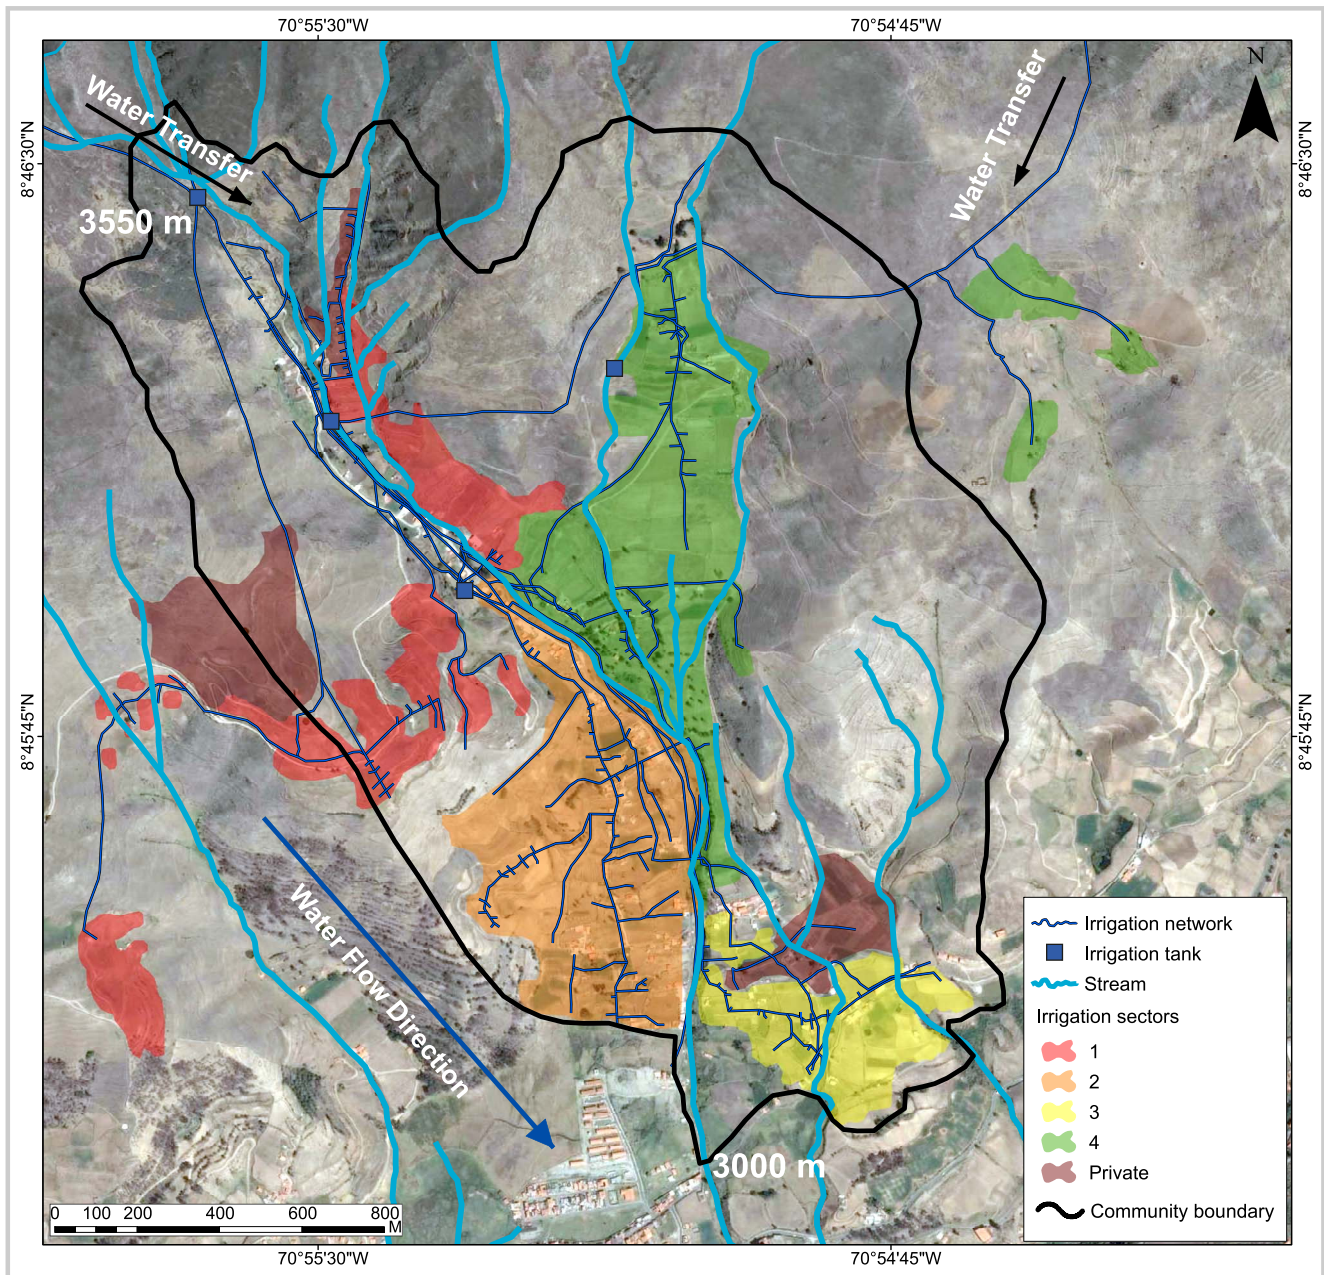 70°55'30"W
70°54'45"W
N
Water Transfer
Water Transfer
8°46'30"N
8°46'30"N
3550 m
8°45'45"N
8°45'45"N
Water Flow Direction
Irrigation network
Irrigation tank
Stream
Irrigation sectors
1
2
3
4
Private
Community boundary
3000 m
0 100 200 400 600 800
M
70°55'30"W
70°54'45"W